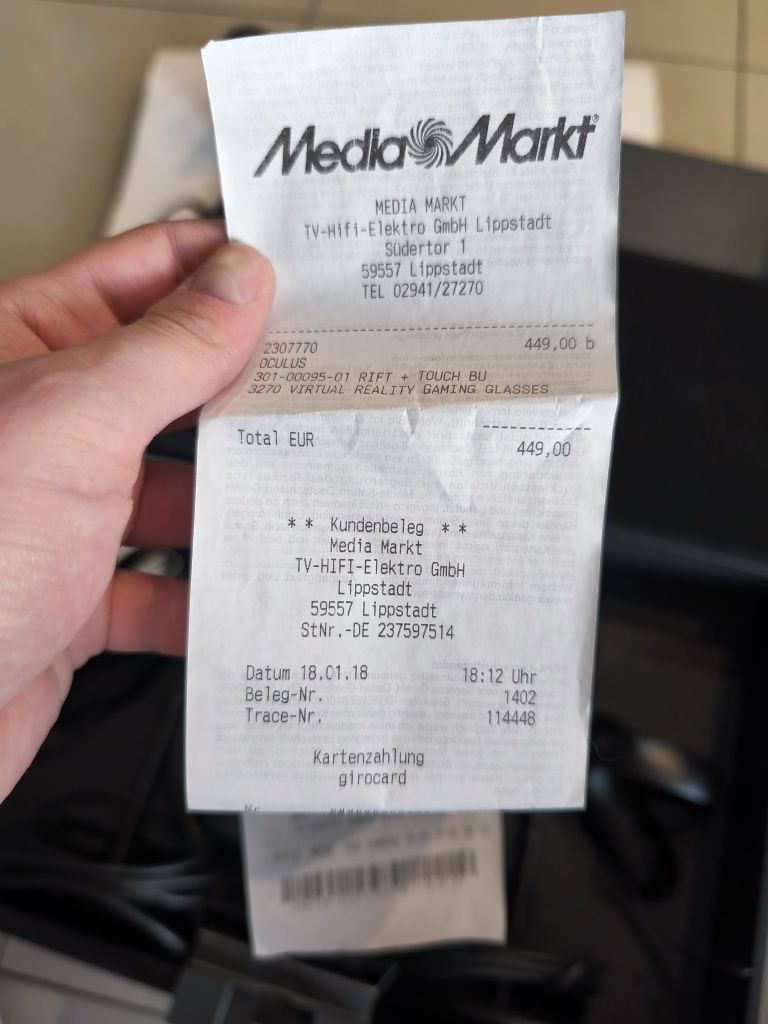 Media Markt®
MEDIA MARKT
TV-Hifi-Elektro GmbH Lippstadt
Südertor 1
59557 Lippstadt
TEL 02941/27270
2307770 449,00 b
OCULUS
301-00095-01 RIFT + TOUCH BU
3270 VIRTUAL REALITY GAMING GLASSES
Total EUR 449,00
* * Kundenbeleg * *
Media Markt
TV-HIFI-Elektro GmbH
Lippstadt
59557 Lippstadt
StNr.-DE 237597514
Datum 18.01.18 18:12 Uhr
Beleg-Nr. 1402
Trace-Nr. 114448
Kartenzahlung
girocard